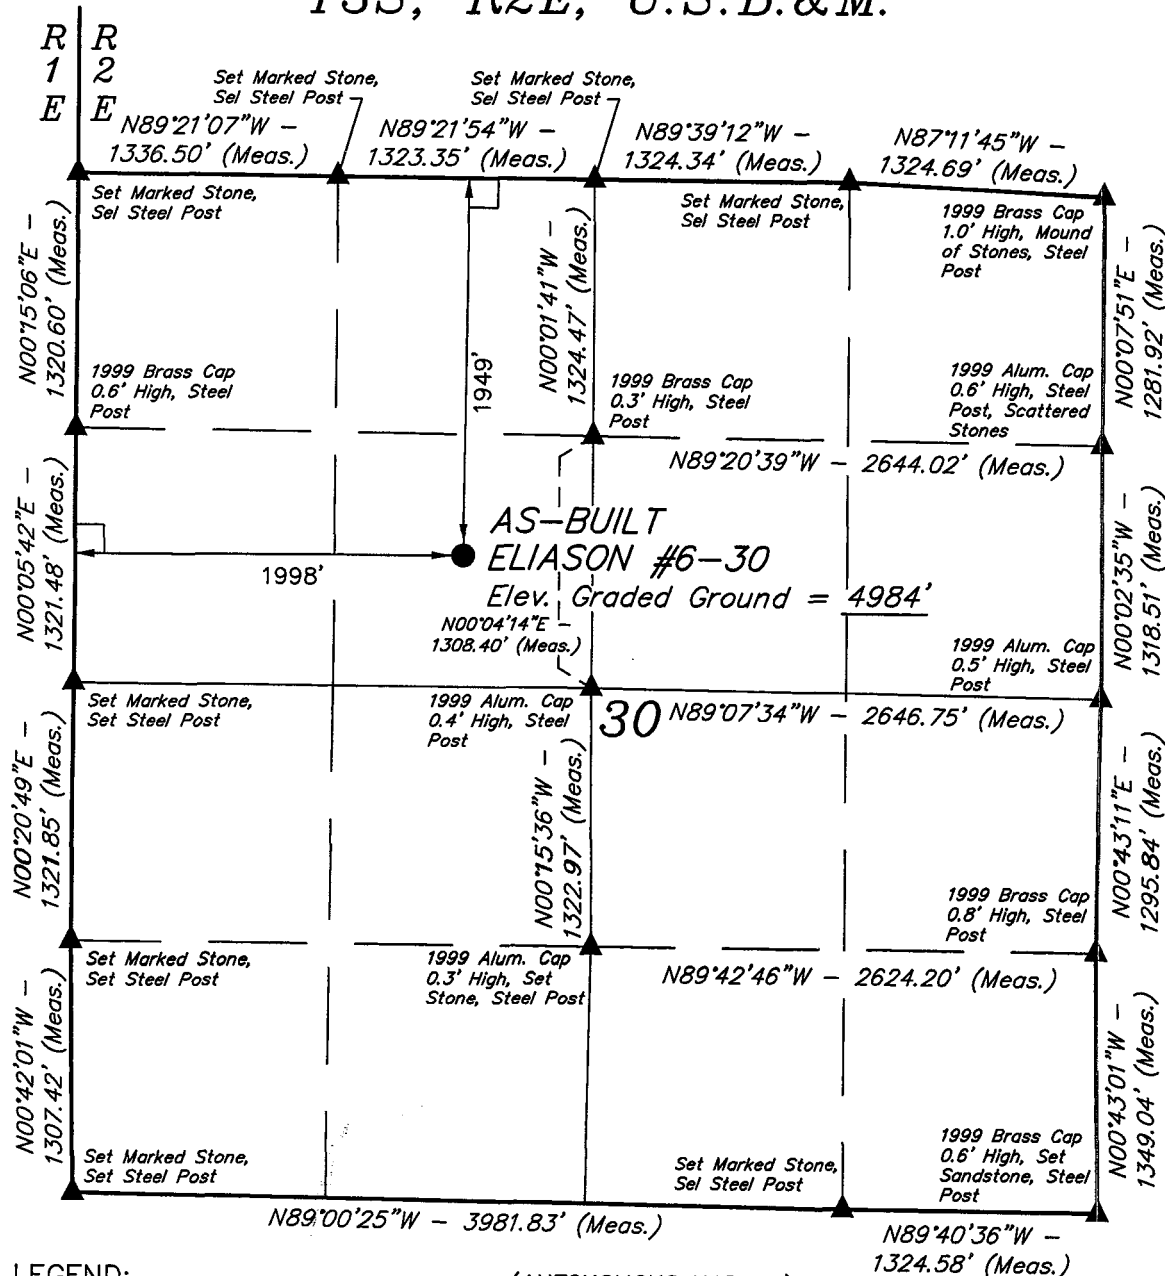 T3S, R2E, U.S.B.&M.
R R
1 2
E E
Set Marked Stone,
Sel Steel Post
Set Marked Stone,
Sel Steel Post
N89°21'07"W –
1336.50' (Meas.)
N89°21'54"W –
1323.35' (Meas.)
N89°39'12"W –
1324.34' (Meas.)
N87°11'45"W –
1324.69' (Meas.)
Set Marked Stone,
Sel Steel Post
Set Marked Stone,
Sel Steel Post
1999 Brass Cap
1.0' High, Mound
of Stones, Steel
Post
N00°15'06"E –
1320.60' (Meas.)
N00°01'41"W –
1324.47' (Meas.)
N00°07'51"E –
1281.92' (Meas.)
1949'
1999 Brass Cap
0.6' High, Steel
Post
1999 Brass Cap
0.3' High, Steel
Post
1999 Alum. Cap
0.6' High, Steel
Post, Scattered
Stones
N89°20'39"W – 2644.02' (Meas.)
N00°05'42"E –
1321.48' (Meas.)
1998'
AS–BUILT
ELIASON #6–30
Elev. Graded Ground = 4984'
N00°04'14"E –
1308.40' (Meas.)
N00°02'35"W –
1318.51' (Meas.)
1999 Alum. Cap
0.5' High, Steel
Post
Set Marked Stone,
Set Steel Post
1999 Alum. Cap
0.4' High, Steel
Post
30
N89°07'34"W – 2646.75' (Meas.)
N00°20'49"E –
1321.85' (Meas.)
N00°15'36"W –
1322.97' (Meas.)
N00°43'11"E –
1295.84' (Meas.)
1999 Brass Cap
0.8' High, Steel
Post
Set Marked Stone,
Set Steel Post
1999 Alum. Cap
0.3' High, Set
Stone, Steel Post
N89°42'46"W – 2624.20' (Meas.)
N00°42'01"W –
1307.42' (Meas.)
N00°43'01"W –
1349.04' (Meas.)
Set Marked Stone,
Set Steel Post
Set Marked Stone,
Sel Steel Post
1999 Brass Cap
0.6' High, Set
Sandstone, Steel
Post
N89°00'25"W – 3981.83' (Meas.)
N89°40'36"W –
1324.58' (Meas.)
LEGEND: